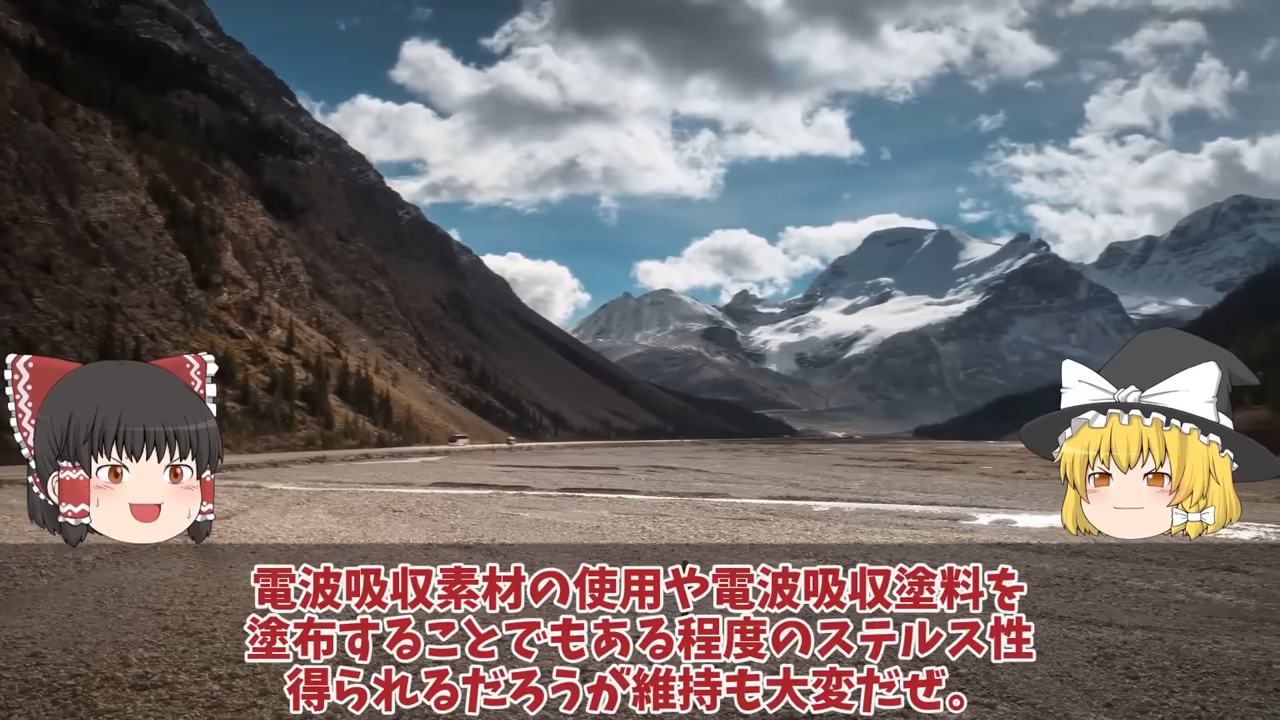 電波吸収素材の使用や電波吸収塗料を
塗布することでもある程度のステルス性
得られるだろうが維持も大変だぜ。